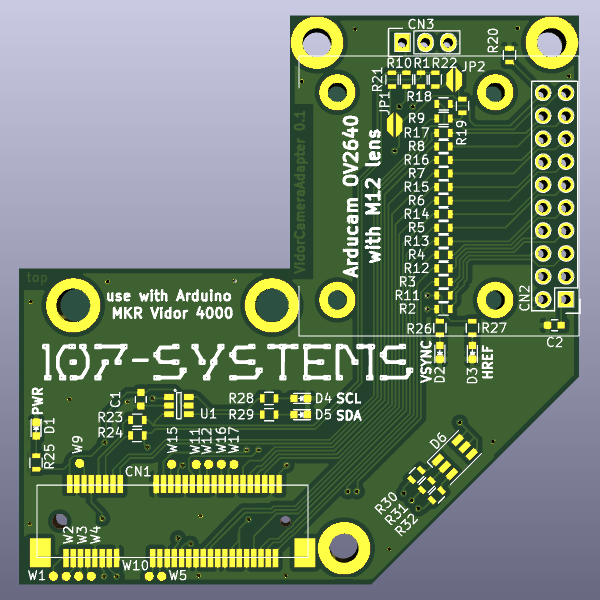 CN3
R20
R10 R1 R22
JP2
R21
JP1
R18
R19
R9
R17
R8
R16
R7
R15
R6
R14
R5
R13
R4
R12
R3
R11
R2
R26
R27
CN2
C2
VidorCameraAdapter 0.1
Arducam OV2640
with M12 lens
top
use with Arduino
MKR Vidor 4000
107-SYSTEMS
VSYNC
D2
D3
HREF
PWR
D1
R25
C1
R23
R24
U1
R28
D4 SCL
R29
D5 SDA
W9
W15
W11
W12
W16
W17
CN1
D6
R30
R31
R32
W2
W3
W4
W1
W10
W5